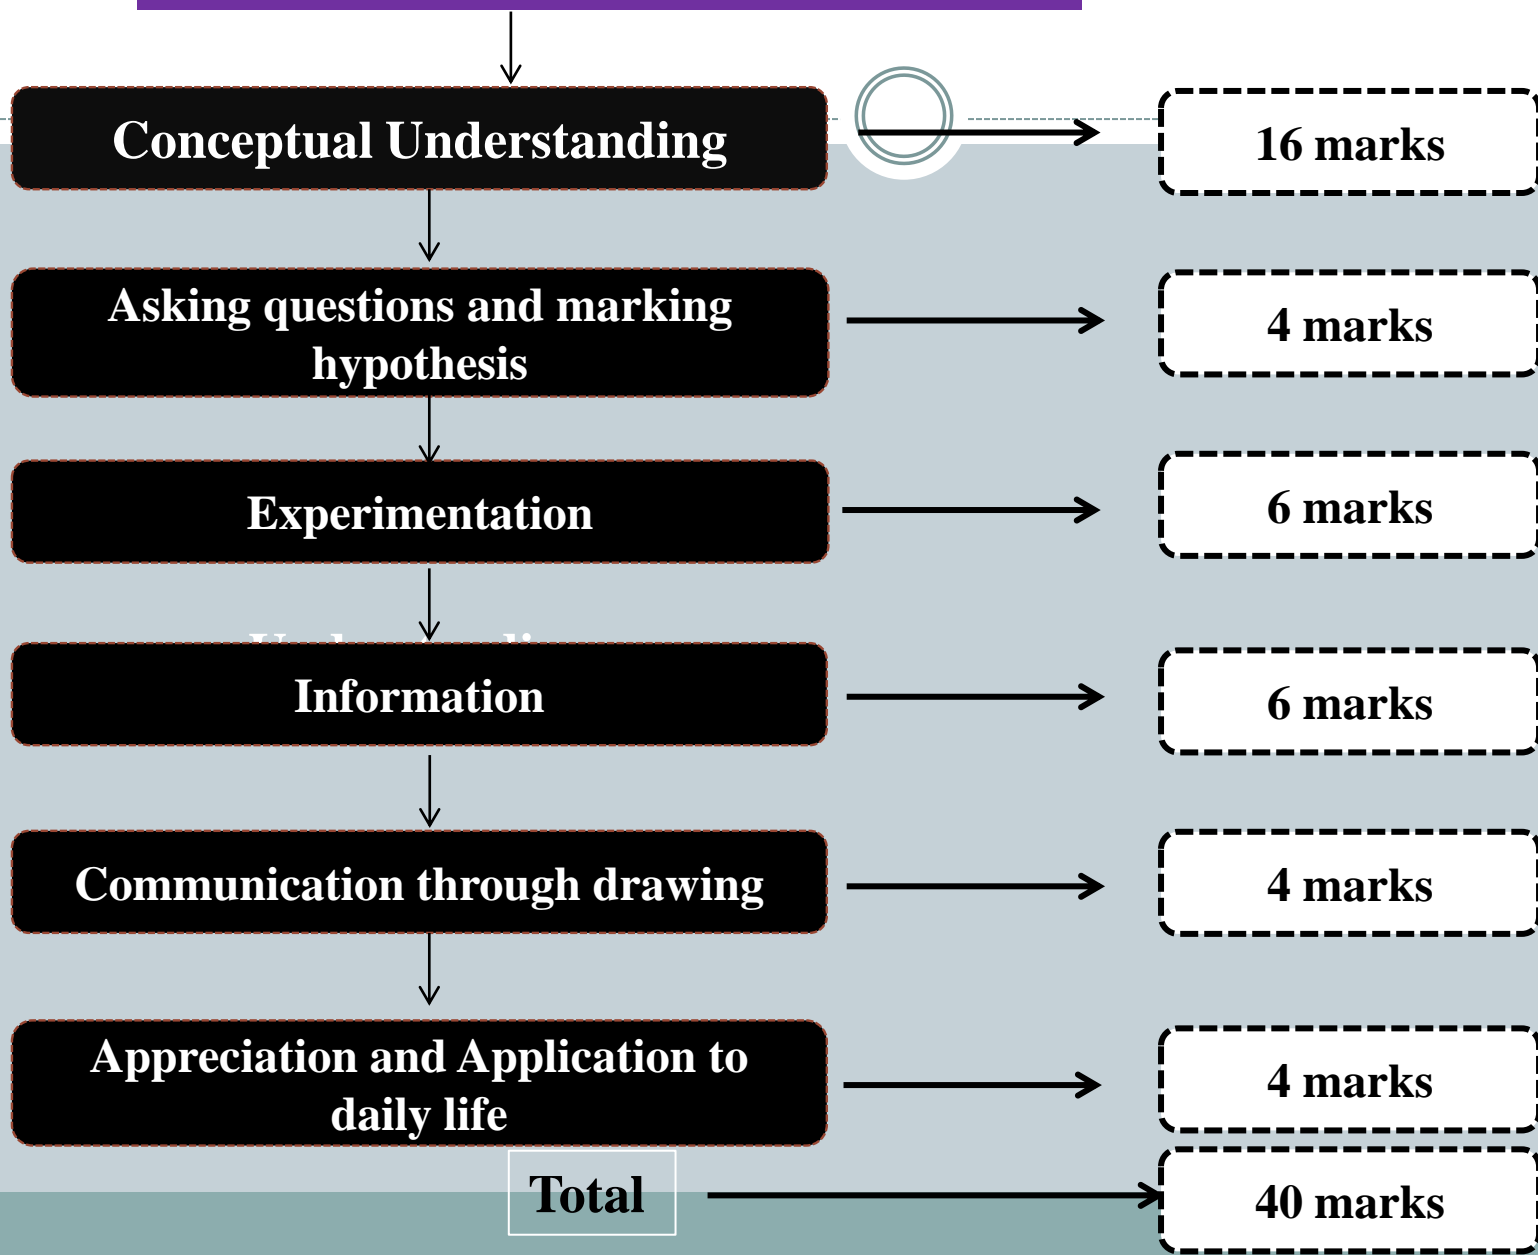 Conceptual Understanding
16 marks
Asking questions and marking
hypothesis
4 marks
Experimentation
6 marks
Information
6 marks
Communication through drawing
4 marks
Appreciation and Application to
daily life
4 marks
Total
40 marks